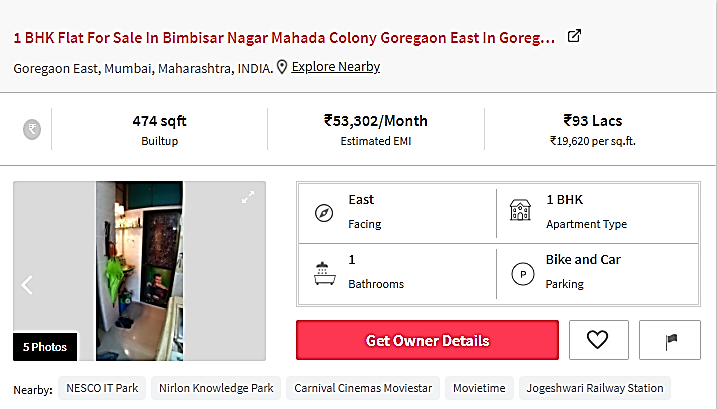 1 BHK Flat For Sale In Bimbisar Nagar Mahada Colony Goregaon East In Goreg...
Goregaon East, Mumbai, Maharashtra, INDIA. Explore Nearby
₹
474 sqft
Builtup
₹53,302/Month
Estimated EMI
₹93 Lacs
₹19,620 per sq.ft.
East
Facing
1 BHK
Apartment Type
1
Bathrooms
P
Bike and Car
Parking
5 Photos
Get Owner Details
Nearby: NESCO IT Park Nirlon Knowledge Park Carnival Cinemas Moviestar Movietime Jogeshwari Railway Station